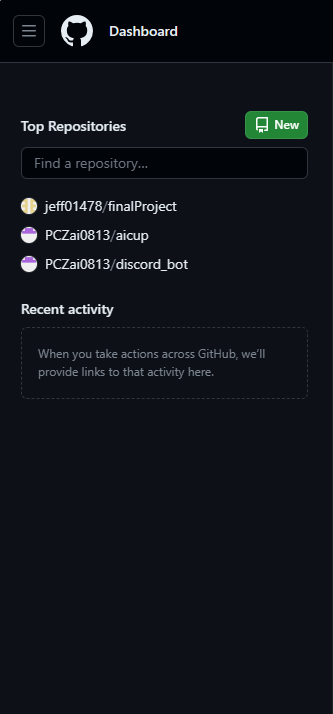 Dashboard
Top Repositories
New
Find a repository...
jeff01478/finalProject
PCZai0813/aicup
PCZai0813/discord_bot
Recent activity
When you take actions across GitHub, we'll
provide links to that activity here.